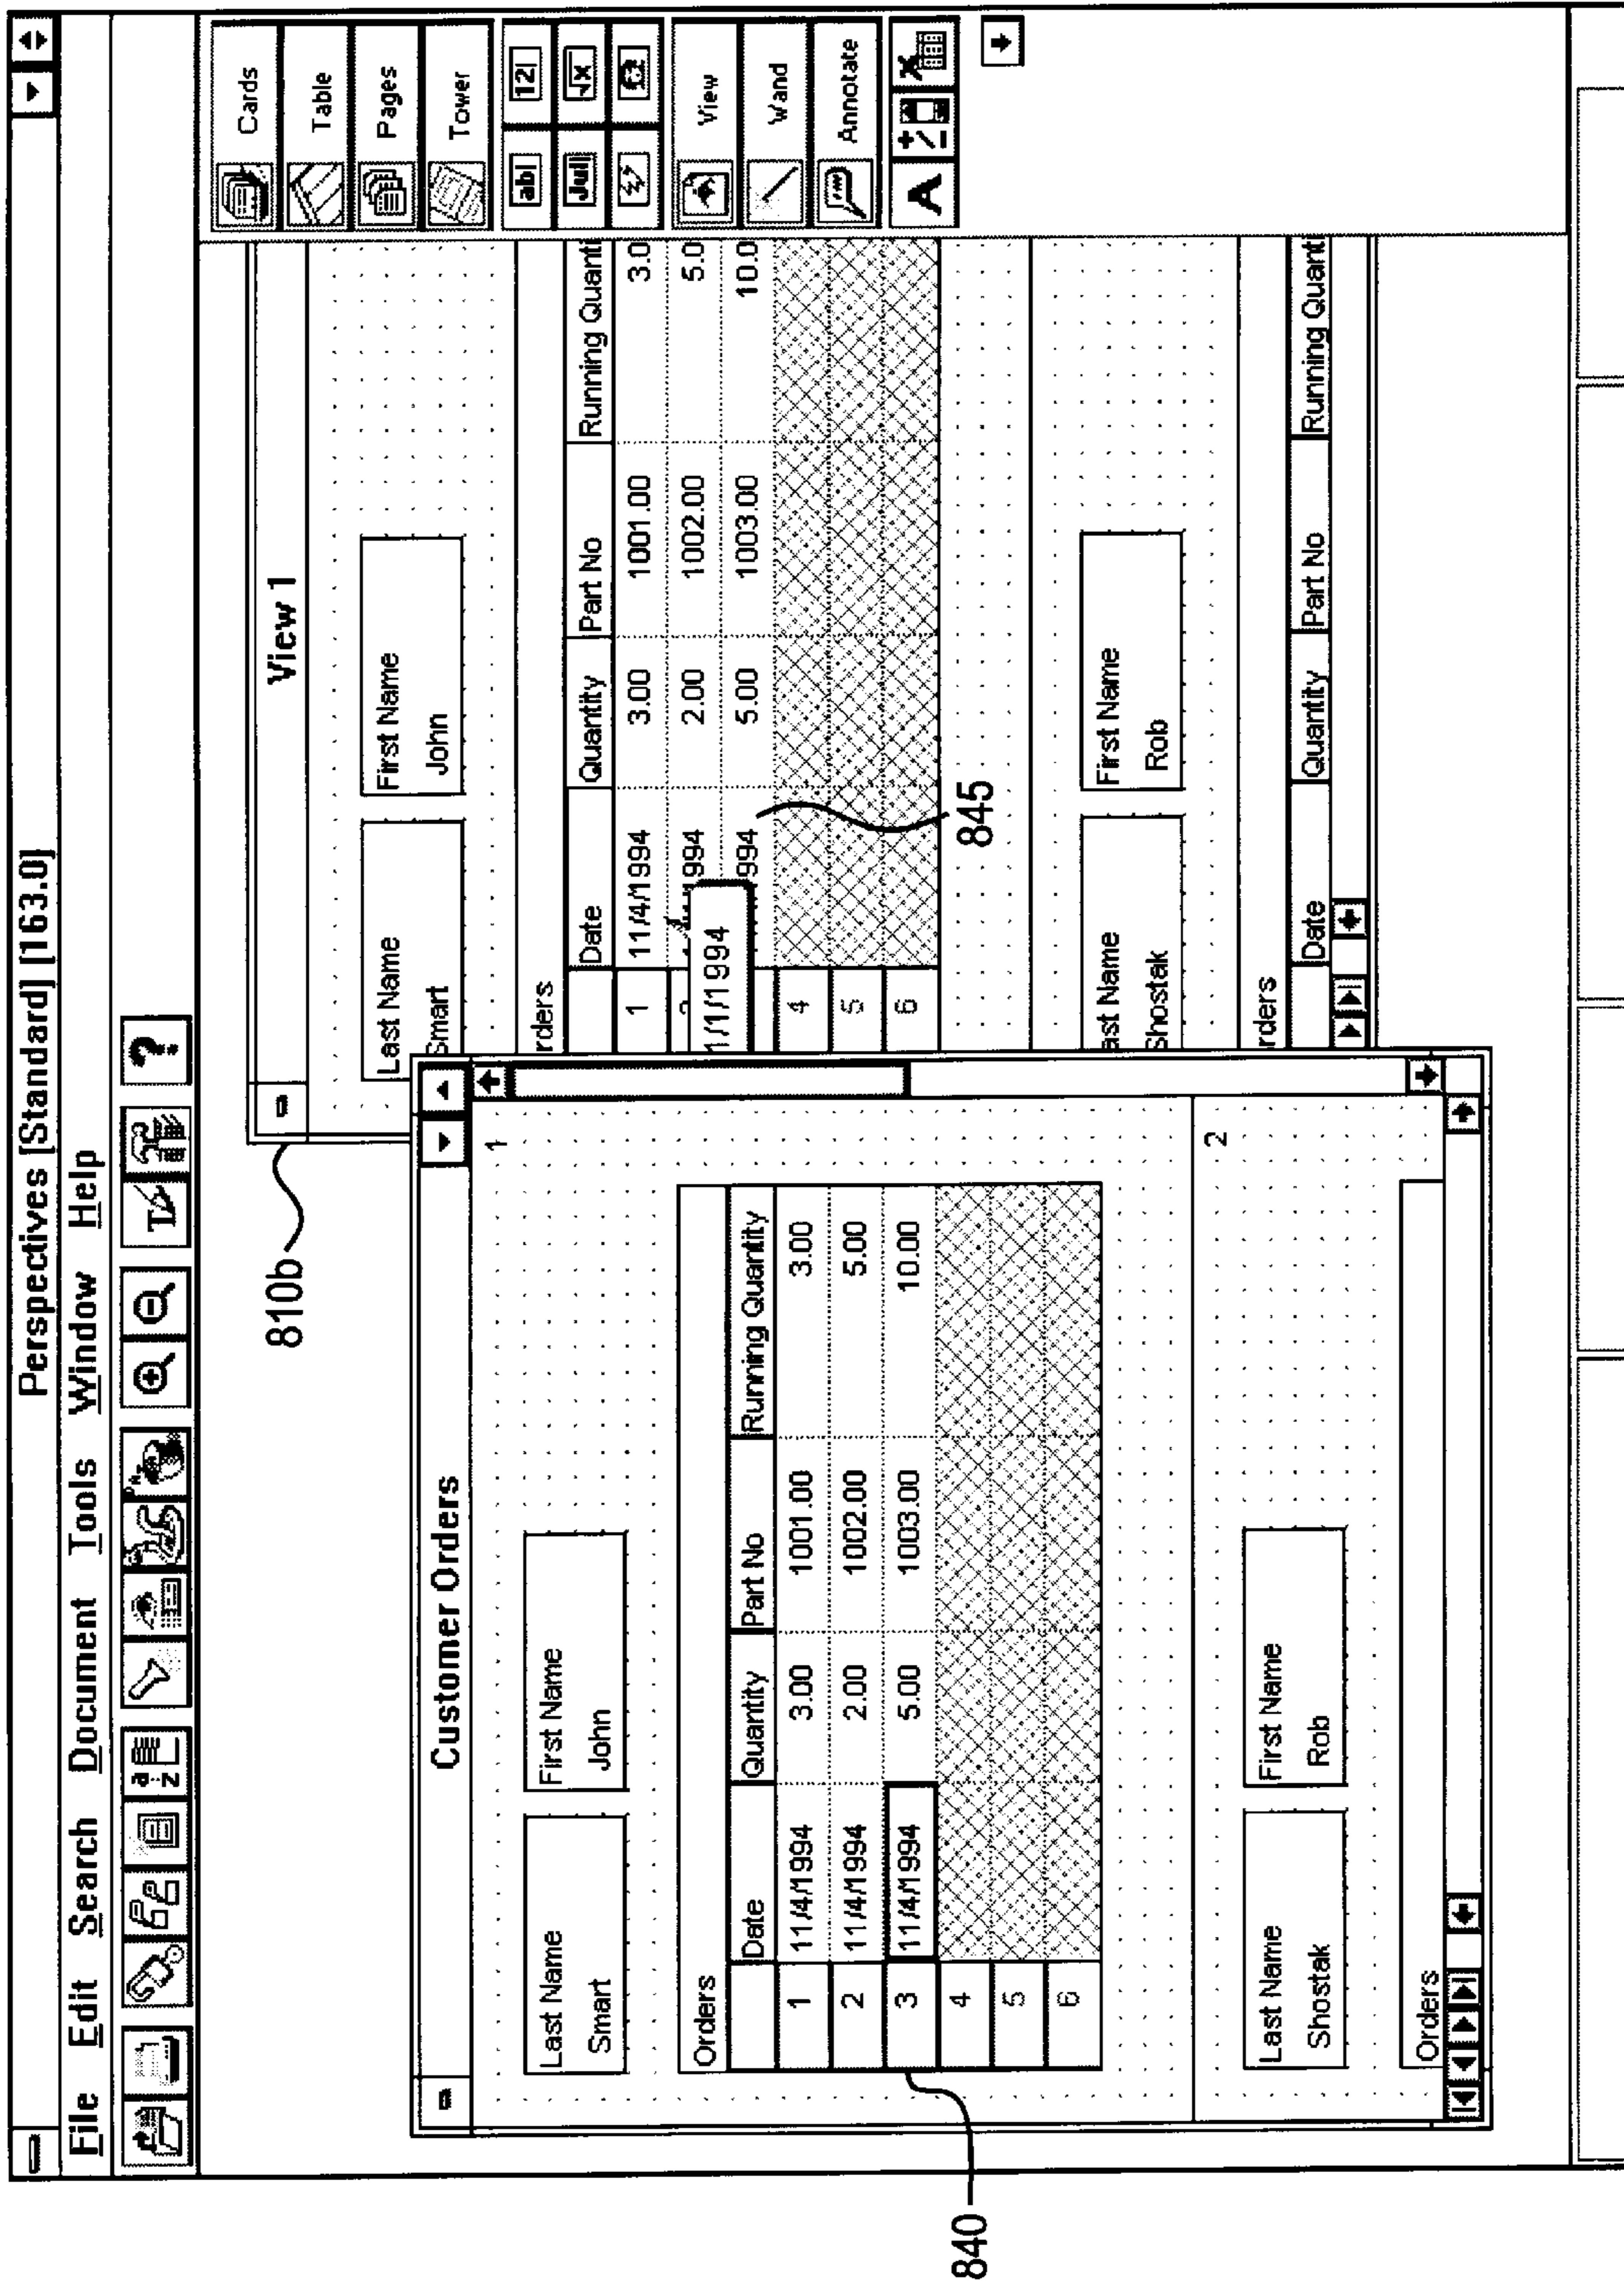 Perspectives [Standard] [163.0]
File Edit Search Document Tools Window Help
a z
T
?
810b
View 1
Last Name
Smart
First Name
John
rders
Date Quantity Part No Running Quanti
1 11/4/1994 3.00 1001.00 3.0
1994 2.00 1002.00 5.0
1/1/1994
994 5.00 1003.00 10.0
4
5
6
845
ast Name
Shostak
First Name
Rob
rders
Date Quantity Part No Running Quant
Customer Orders
1
Last Name
Smart
First Name
John
Orders
Date Quantity Part No Running Quantity
1 11/4/1994 3.00 1001.00 3.00
2 11/4/1994 2.00 1002.00 5.00
3 11/4/1994 5.00 1003.00 10.00
4
5
6
840
2
Last Name
Shostak
First Name
Rob
Orders
Cards
Table
Pages
Tower
ab| 12|
Jul| √x
View
Wand
Annotate
A